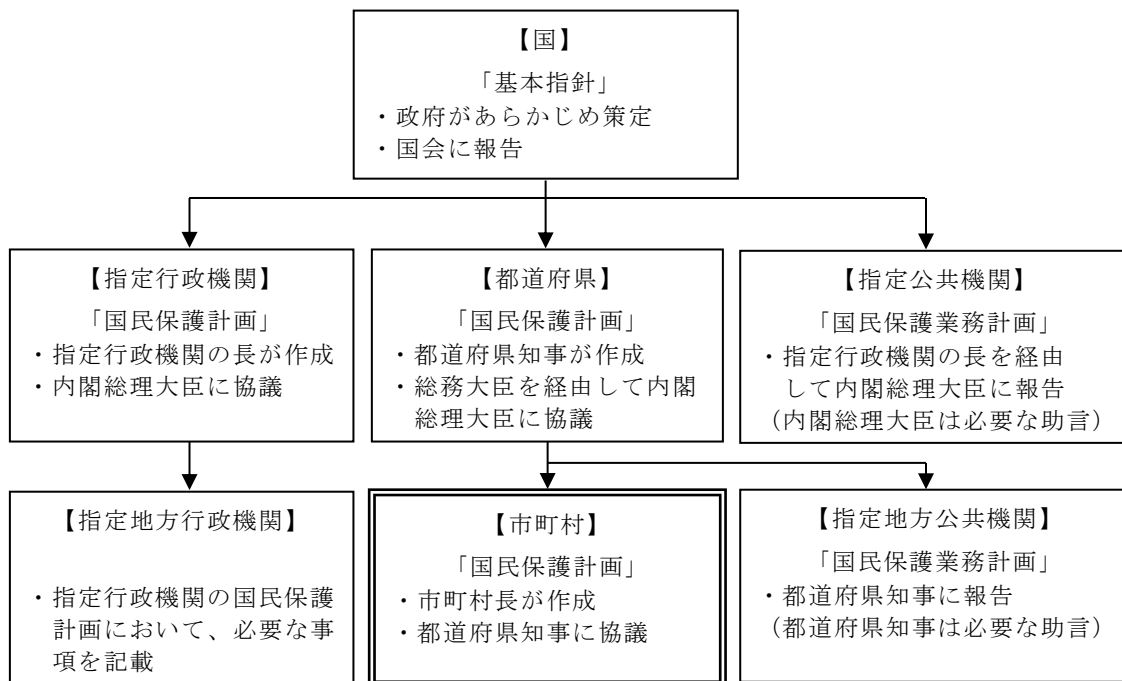 【国】
「基本指針」
・政府があらかじめ策定
・国会に報告
【指定行政機関】
「国民保護計画」
・指定行政機関の長が作成
・内閣総理大臣に協議
【都道府県】
「国民保護計画」
・都道府県知事が作成
・総務大臣を経由して内閣
総理大臣に協議
【指定公共機関】
「国民保護業務計画」
・指定行政機関の長を経由
して内閣総理大臣に報告
（内閣総理大臣は必要な助言）
【指定地方行政機関】
・指定行政機関の国民保護
計画において、必要な事
項を記載
【市町村】
「国民保護計画」
・市町村長が作成
・都道府県知事に協議
【指定地方公共機関】
「国民保護業務計画」
・都道府県知事に報告
（都道府県知事は必要な助言）